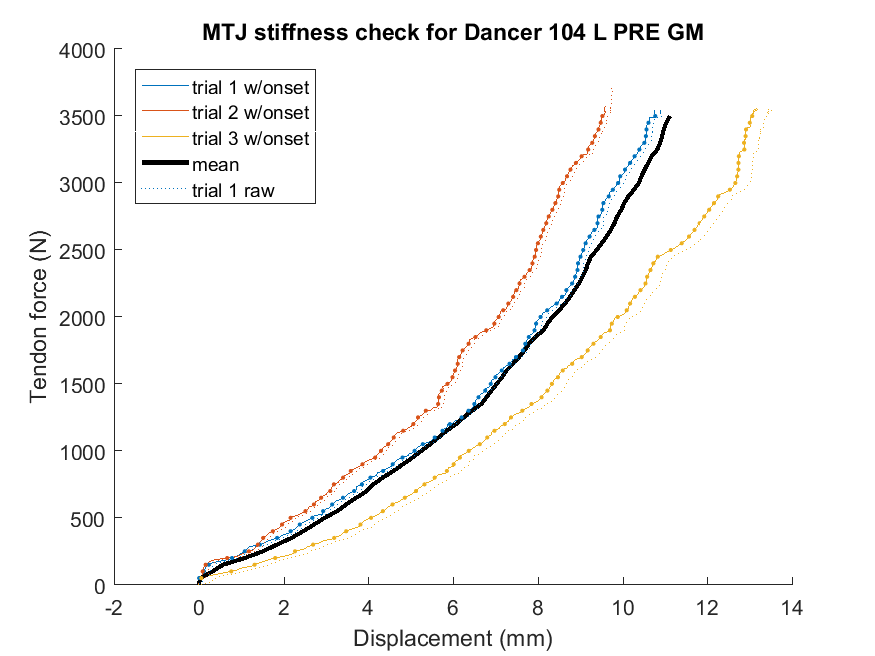 MTJ stiffness check for Dancer 104 L PRE GM
4000
3500
3000
2500
2000
1500
1000
500
0
Tendon force (N)
trial 1 w/onset
trial 2 w/onset
trial 3 w/onset
mean
trial 1 raw
-2 0 2 4 6 8 10 12 14
Displacement (mm)